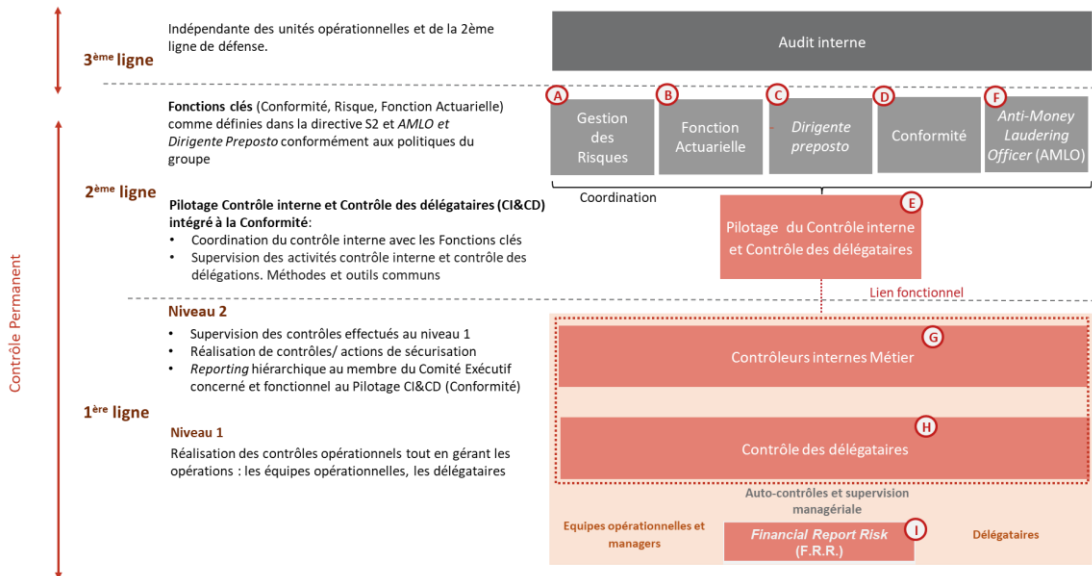 Indépendante des unités opérationnelles et de la 2ème
ligne de défense.
3ème ligne
Audit interne
Fonctions clés (Conformité, Risque, Fonction Actuarielle)
comme définies dans la directive S2 et AMLO et
Dirigente Preposto conformément aux politiques du
groupe
A
Gestion
des
Risques
B
Fonction
Actuarielle
C
Dirigente
preposto
D
Conformité
F
Anti-Money
Laudering
Officer (AMLO)
Coordination
2ème ligne
Pilotage Contrôle interne et Contrôle des délégataires (CI&CD)
intégré à la Conformité:
• Coordination du contrôle interne avec les Fonctions clés
• Supervision des activités contrôle interne et contrôle des
délégations. Méthodes et outils communs
E
Pilotage du Contrôle interne
et Contrôle des délégataires
Lien fonctionnel
Contrôle Permanent
Niveau 2
• Supervision des contrôles effectués au niveau 1
• Réalisation de contrôles/ actions de sécurisation
• Reporting hiérarchique au membre du Comité Exécutif
concerné et fonctionnel au Pilotage CI&CD (Conformité)
G
Contrôleurs internes Métier
1ère ligne
Niveau 1
Réalisation des contrôles opérationnels tout en gérant les
opérations : les équipes opérationnelles, les délégataires
H
Contrôle des délégataires
Auto-contrôles et supervision
managériale
Equipes opérationnelles et
managers
I
Financial Report Risk
(F.R.R.)
Délégataires